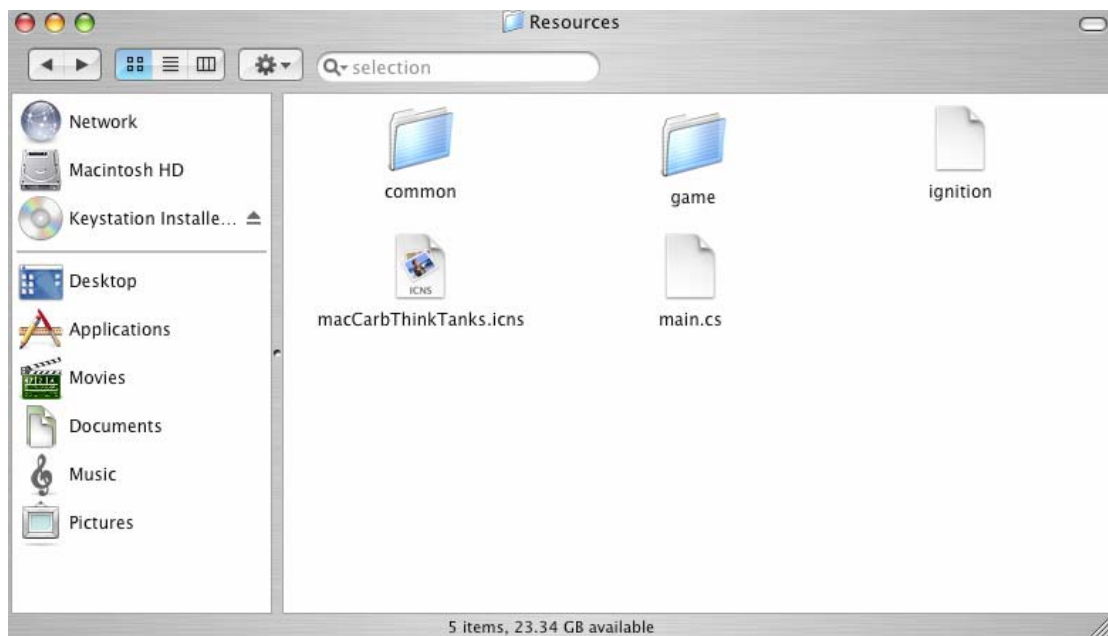 Resources
selection
Network
Macintosh HD
Keystation Installe...
Desktop
Applications
Movies
Documents
Music
Pictures
common
game
ignition
ICNS
macCarbThinkTanks.icns
main.cs
5 items, 23.34 GB available